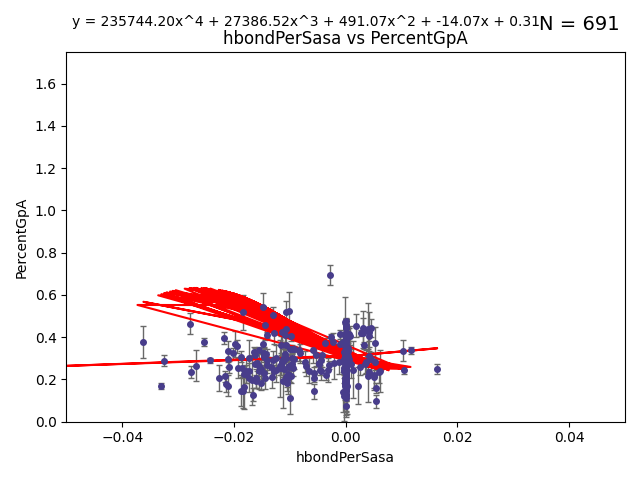 y = 235744.20x^4 + 27386.52x^3 + 491.07x^2 + -14.07x + 0.31
N = 691
hbondPerSasa vs PercentGpA
PercentGpA
1.6
1.4
1.2
1.0
0.8
0.6
0.4
0.2
0.0
−0.04 −0.02 0.00 0.02 0.04
hbondPerSasa